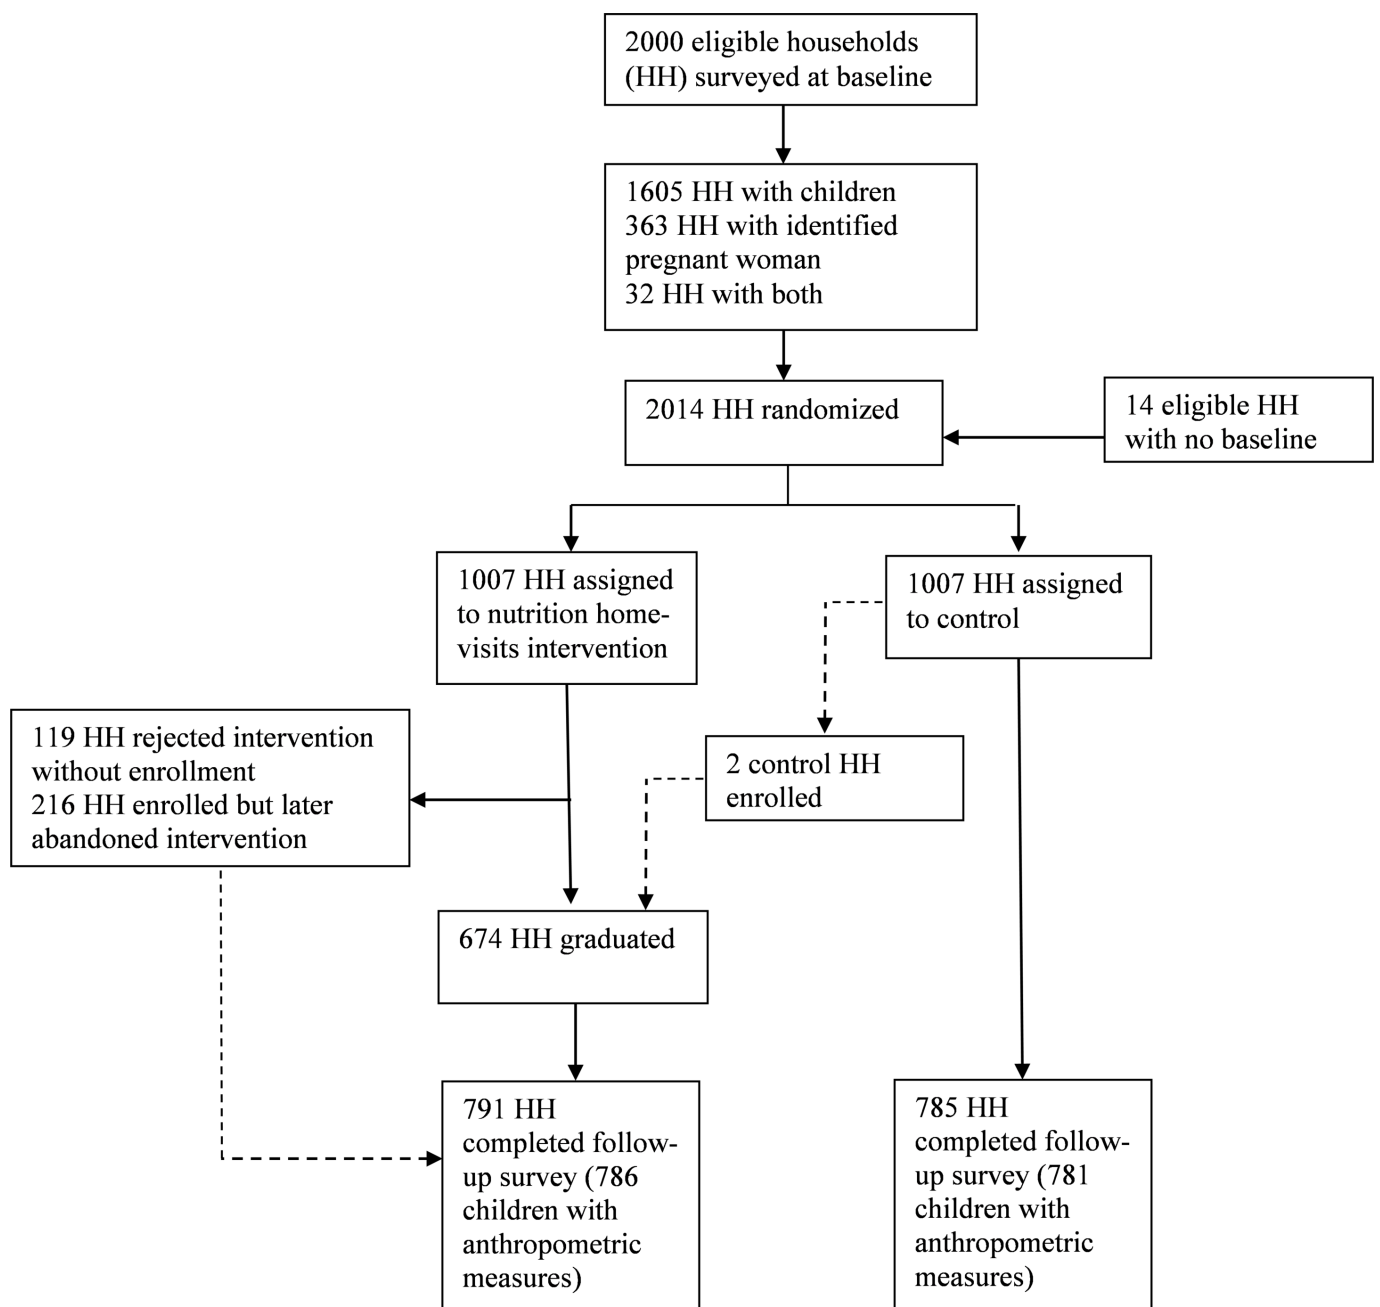 2000 eligible households
(HH) surveyed at baseline
1605 HH with children
363 HH with identified
pregnant woman
32 HH with both
2014 HH randomized
14 eligible HH
with no baseline
1007 HH assigned
to nutrition home-
visits intervention
1007 HH assigned
to control
119 HH rejected intervention
without enrollment
216 HH enrolled but later
abandoned intervention
2 control HH
enrolled
674 HH graduated
791 HH
completed follow-
up survey (786
children with
anthropometric
measures)
785 HH
completed follow-
up survey (781
children with
anthropometric
measures)